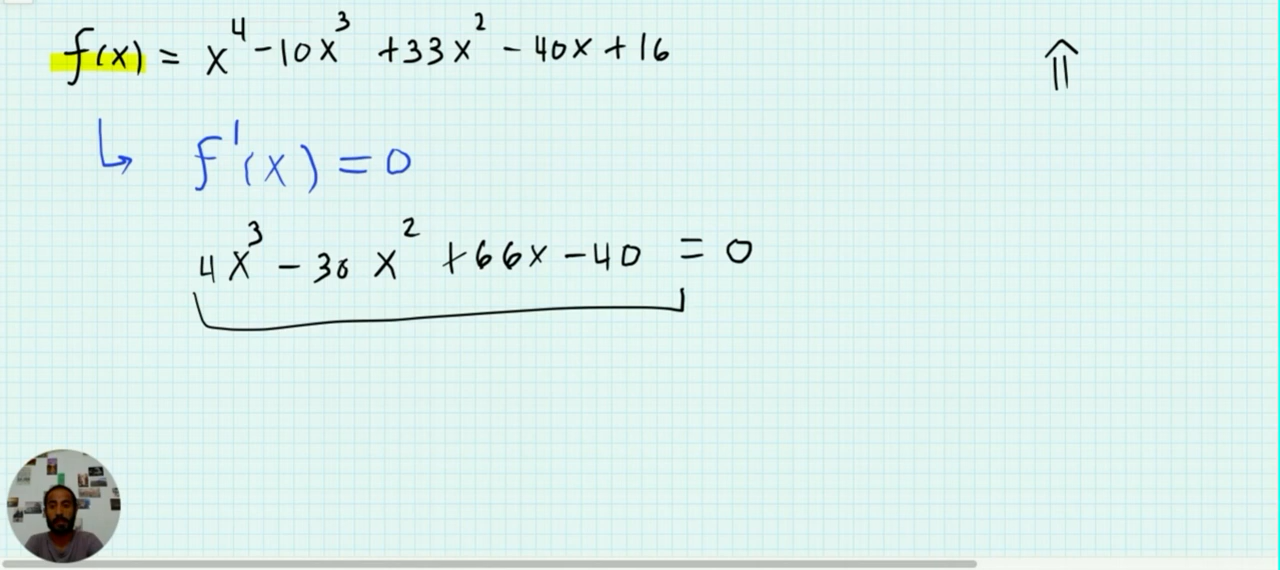 f(x) = x⁴ - 10x³ + 33x² - 40x + 16
f'(x) = 0
4x³ - 30x² + 66x - 40 = 0